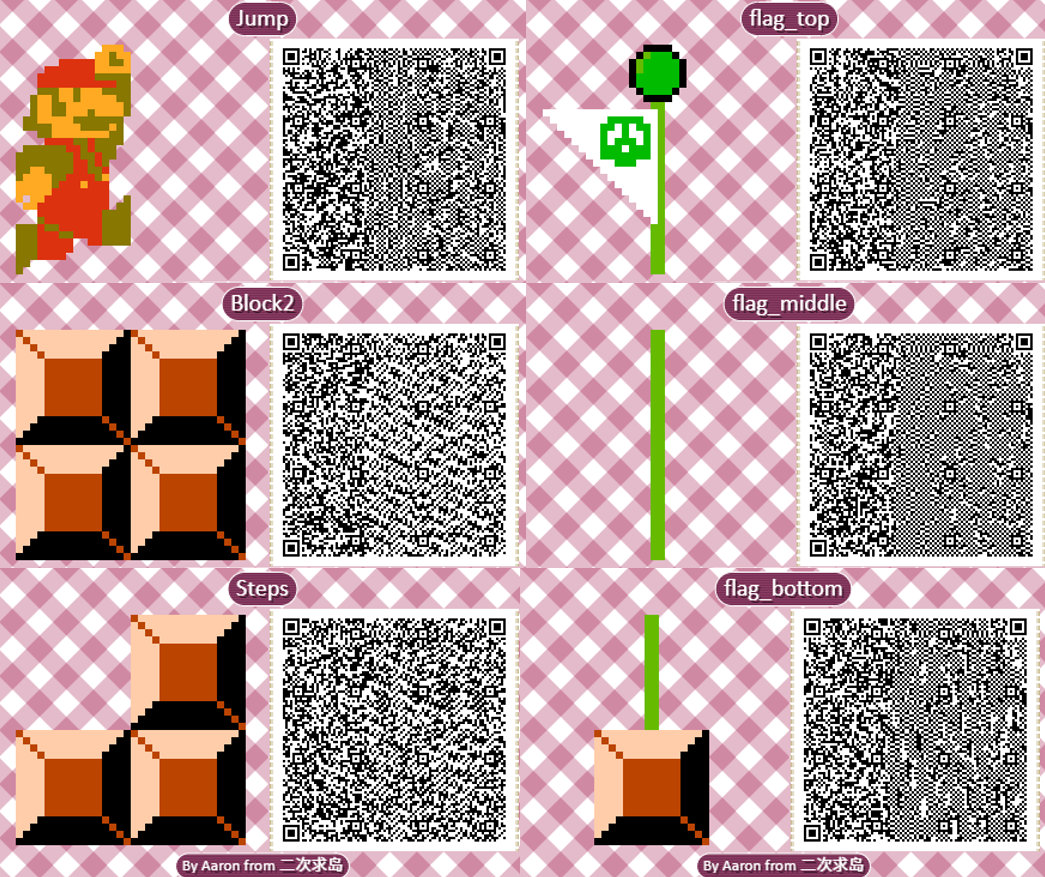 Jump
flag_top
Block2
flag_middle
Steps
flag_bottom
By Aaron from 二次求岛
By Aaron from 二次求岛